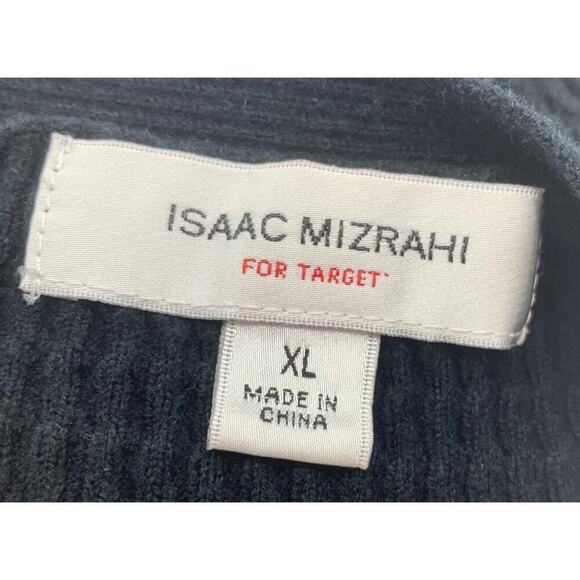 ISAAC MIZRAHI
FOR TARGET
XL
MADE IN
CHINA